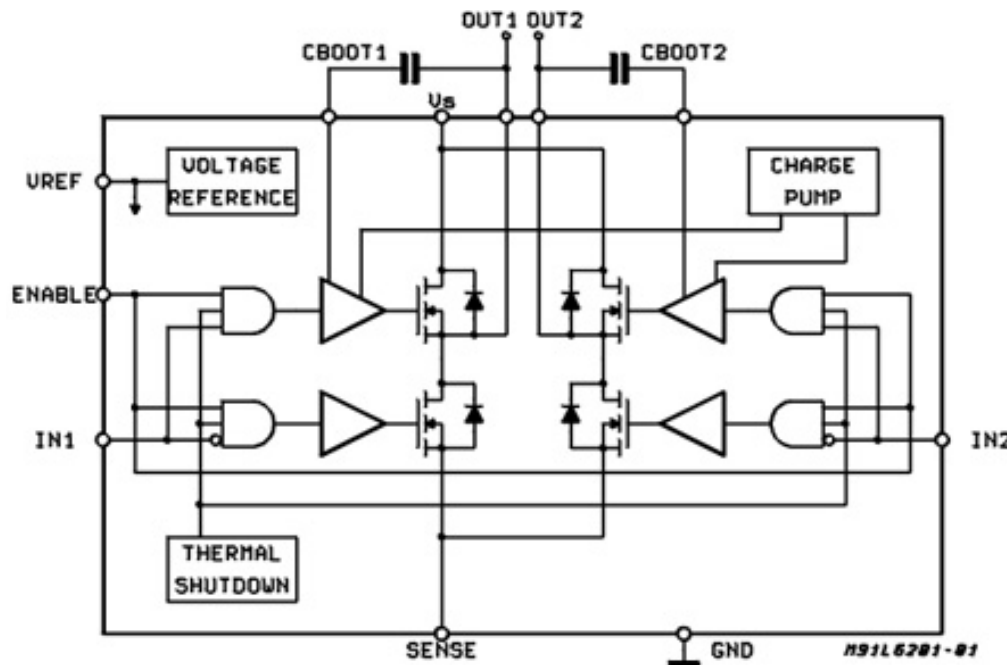 OUT1 OUT2
CBOOT1
CBOOT2
Vs
VREF
VOLTAGE
REFERENCE
CHARGE
PUMP
ENABLE
IN1
IN2
THERMAL
SHUTDOWN
SENSE
GND
M91L6201-01